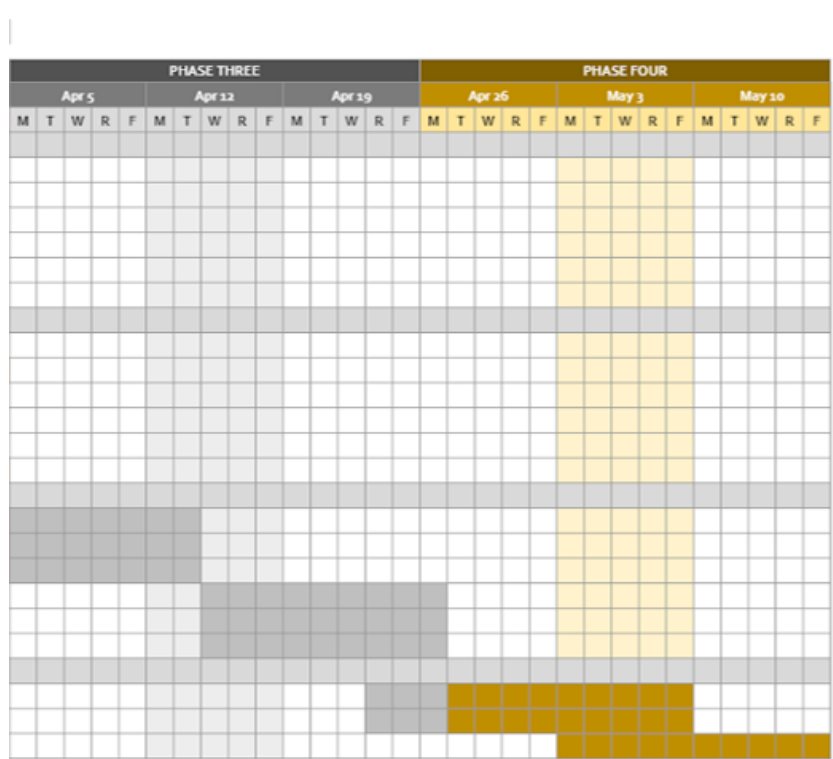 PHASE THREE PHASE FOUR
Apr 5 Apr 12 Apr 19 Apr 26 May 3 May 10
M T W R F M T W R F M T W R F M T W R F M T W R F M T W R F